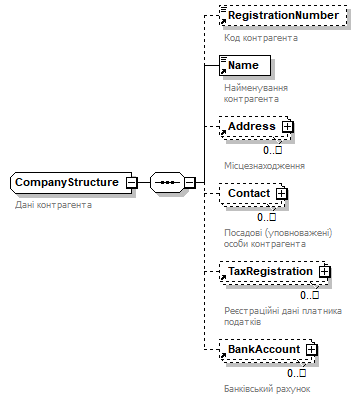 RegistrationNumber
Код контрагента
Name
Найменування
контрагента
Address
0..□
Місцезнаходження
Contact
0..□
Посадові (уповноважені)
особи контрагента
CompanyStructure
Дані контрагента
TaxRegistration
0..□
Реєстраційні дані платника
податків
BankAccount
0..□
Банківський рахунок